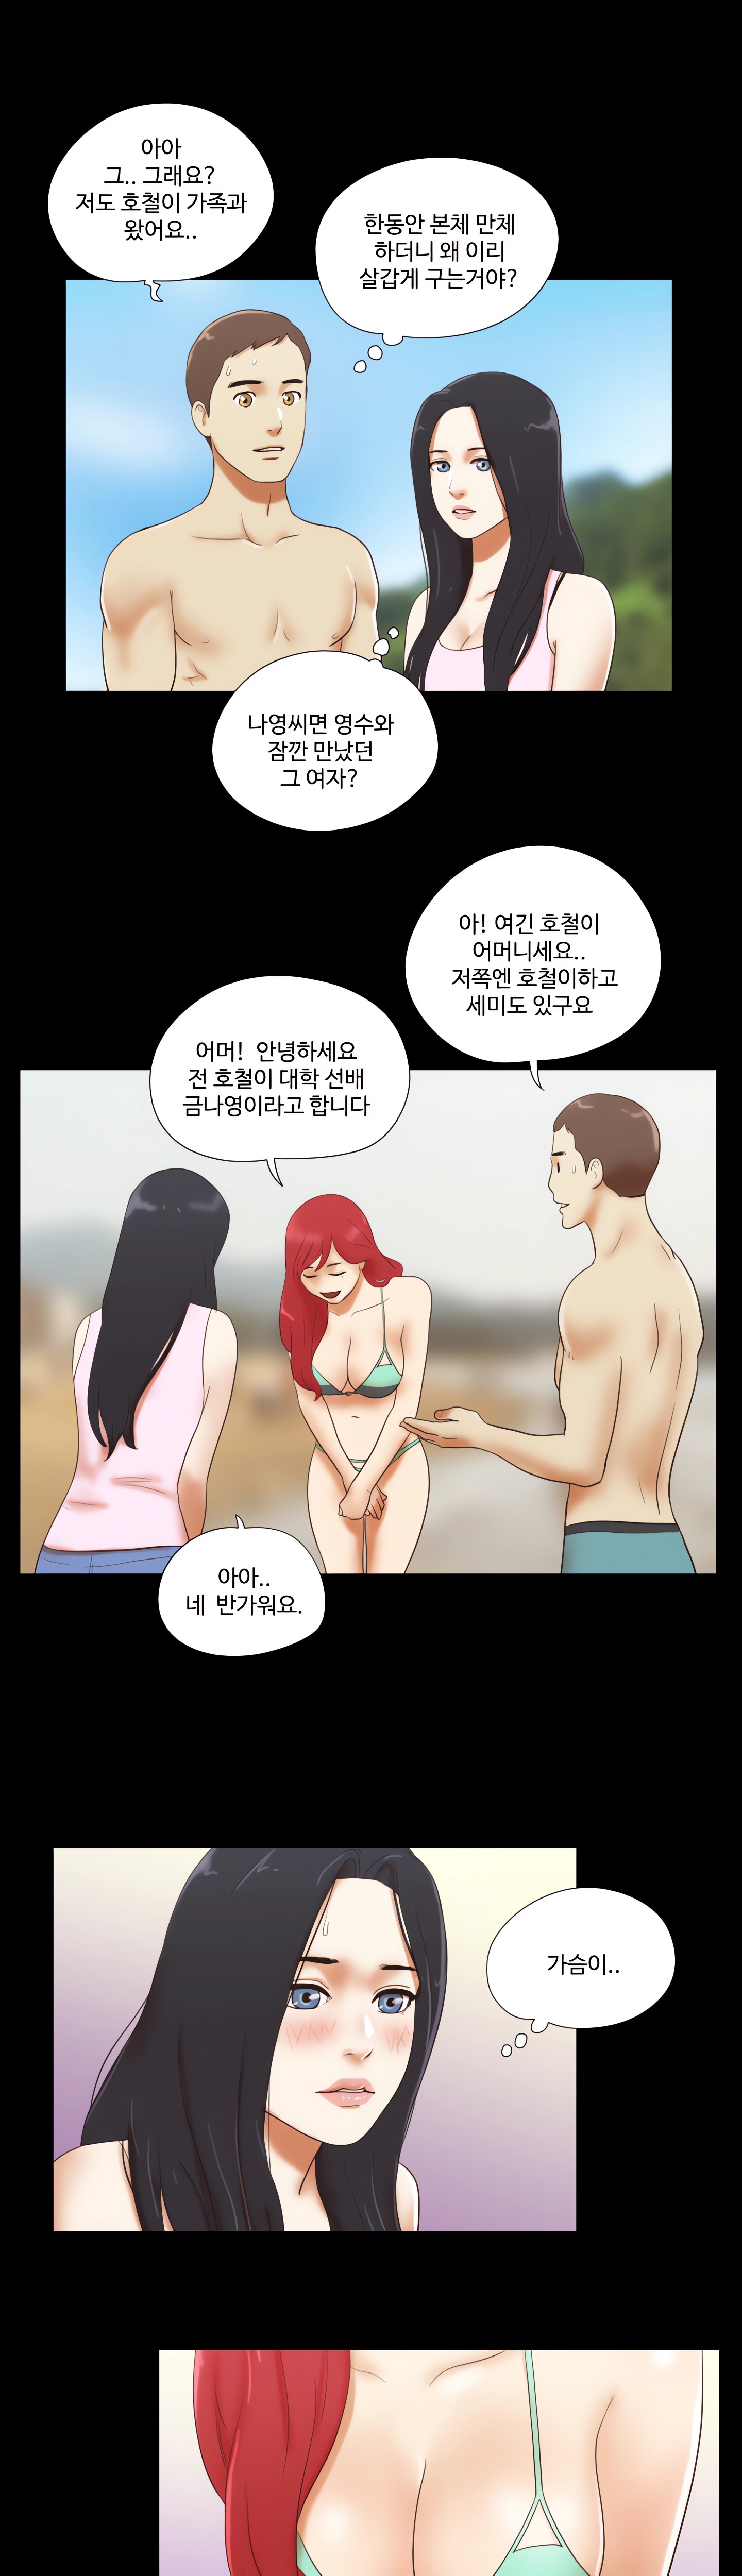 아아
그.. 그래요?
저도 호철이 가족과
왔어요..
한동안 본체 만체
하더니 왜 이리
살갑게 구는거야?
나영씨면 영수와
잠깐 만났던
그 여자?
아! 여긴 호철이
어머니세요..
저쪽엔 호철이하고
세미도 있구요
어머! 안녕하세요
전 호철이 대학 선배
금나영이라고 합니다
아아..
네 반가워요.
가슴이..